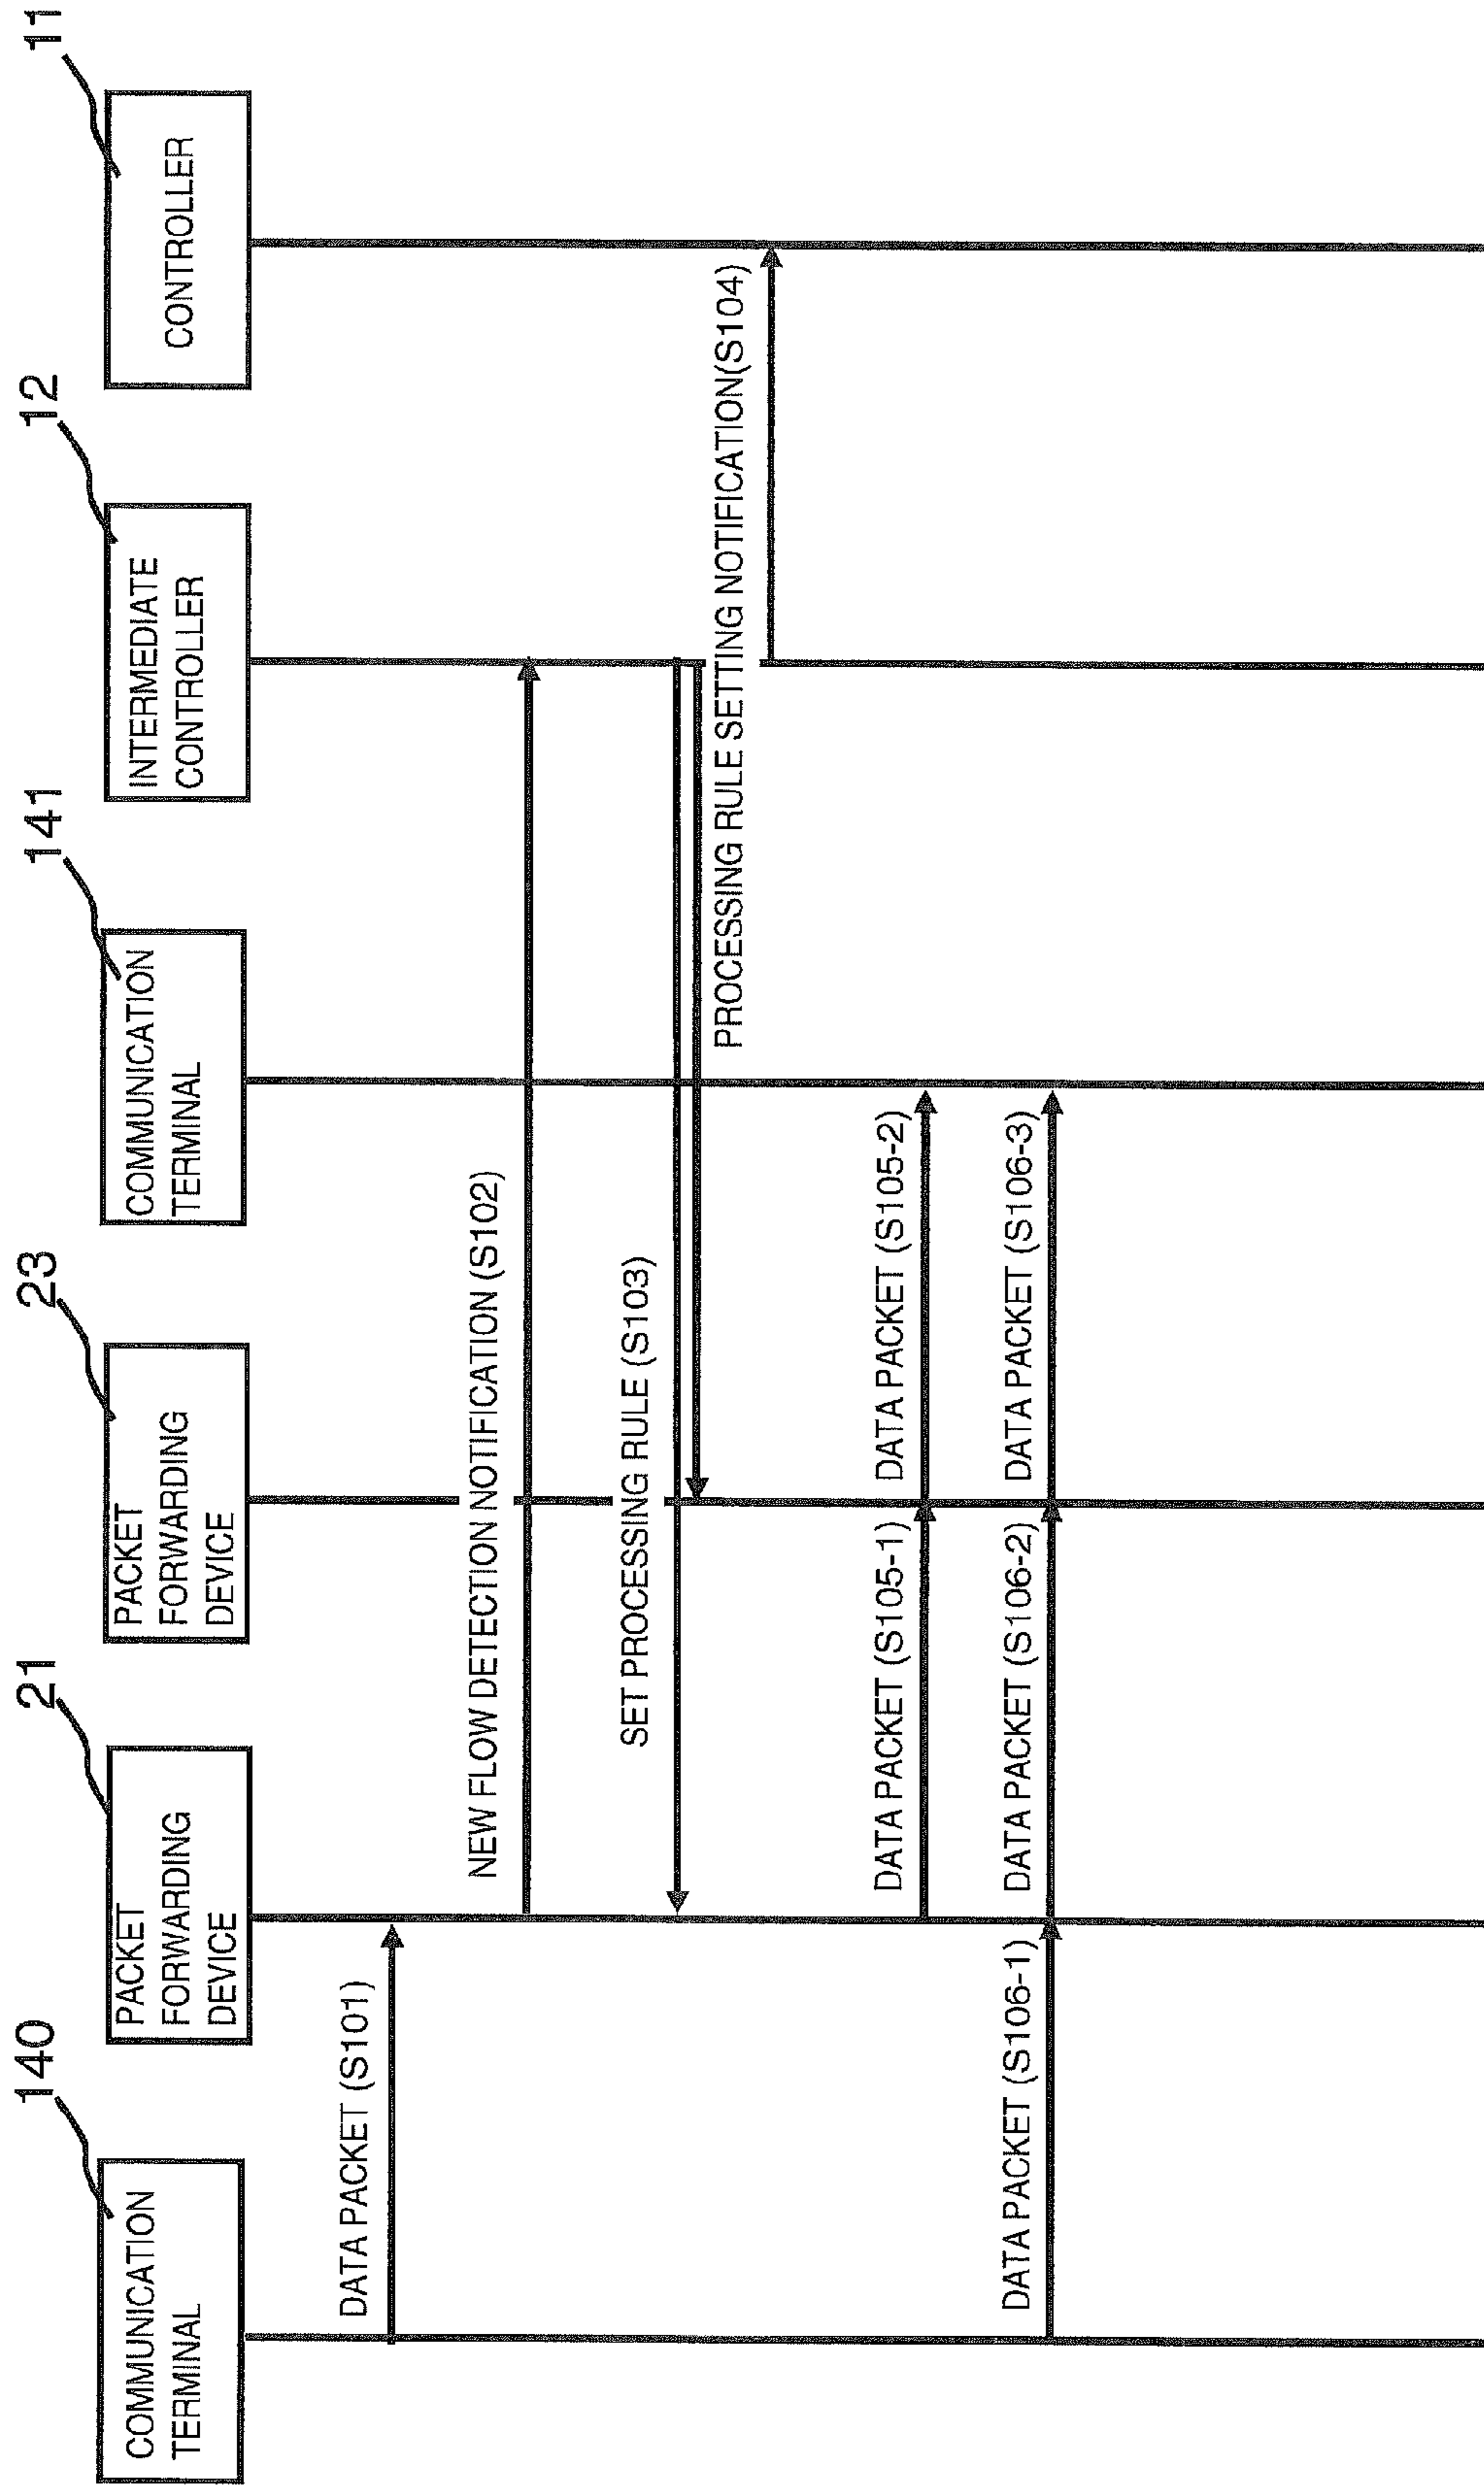 140
COMMUNICATION
TERMINAL
21
PACKET
FORWARDING
DEVICE
23
PACKET
FORWARDING
DEVICE
141
COMMUNICATION
TERMINAL
12
INTERMEDIATE
CONTROLLER
11
CONTROLLER
DATA PACKET (S101)
NEW FLOW DETECTION NOTIFICATION (S102)
SET PROCESSING RULE (S103)
PROCESSING RULE SETTING NOTIFICATION(S104)
DATA PACKET (S105-1)
DATA PACKET (S105-2)
DATA PACKET (S106-1)
DATA PACKET (S106-2)
DATA PACKET (S106-3)